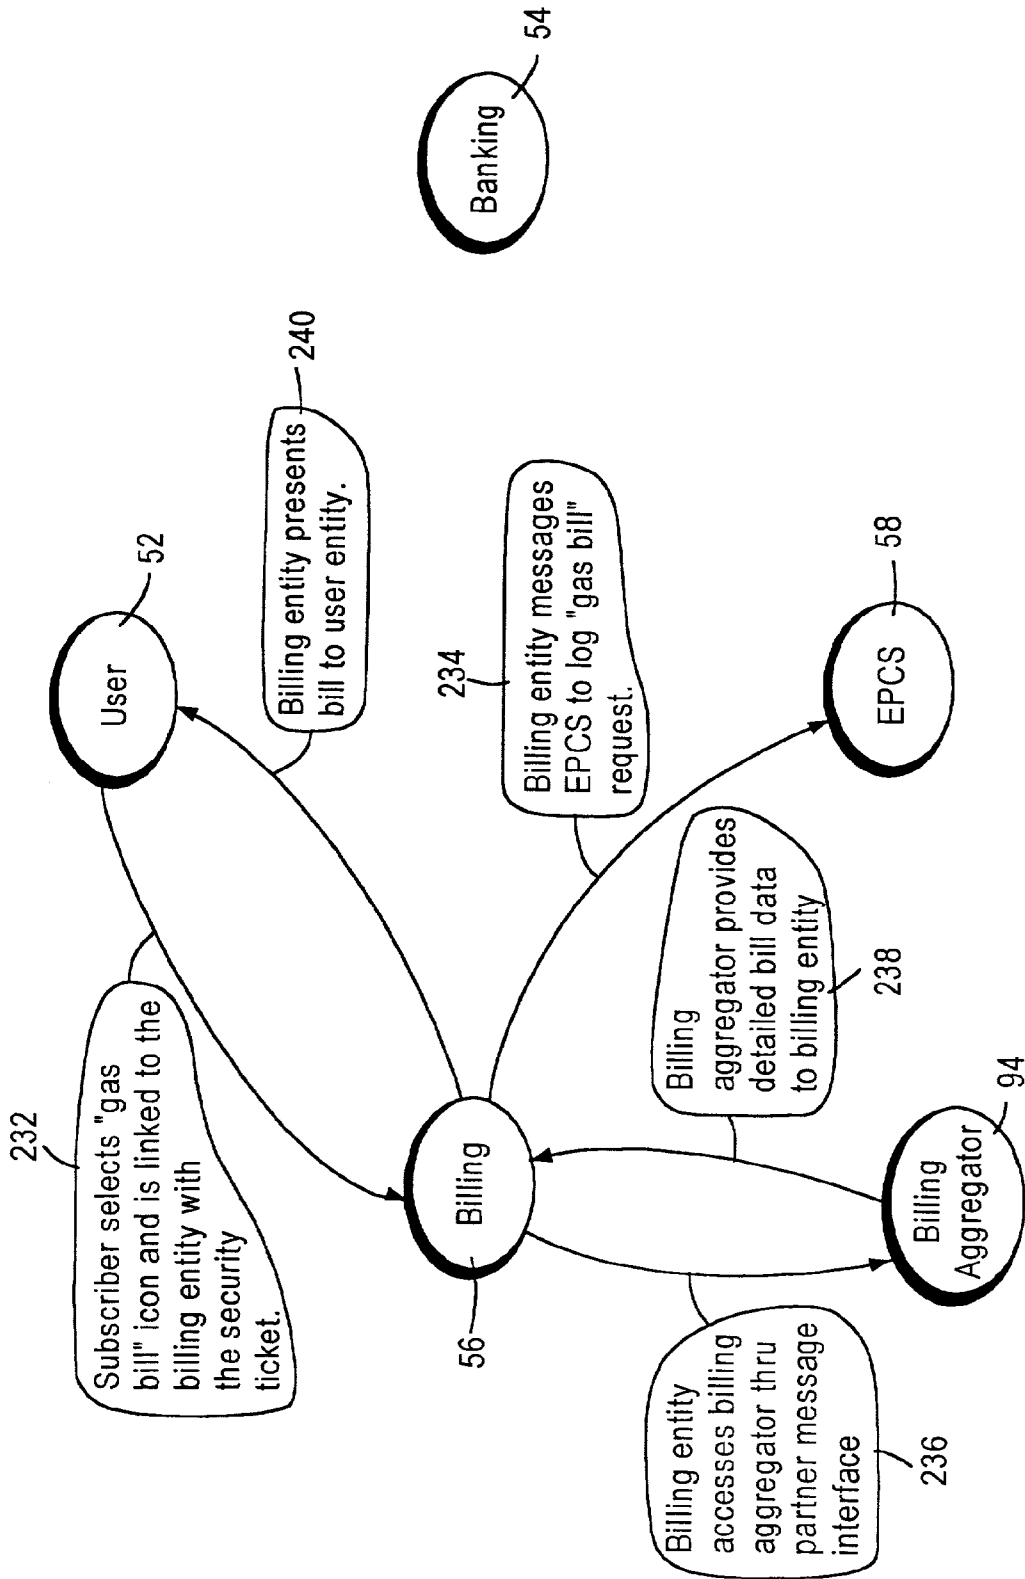 232
Subscriber selects "gas
bill" icon and is linked to the
billing entity with
the security
ticket.
User
52
Billing entity presents
bill to user entity.
240
Banking
54
Billing
56
234
Billing entity messages
EPCS to log "gas bill"
request.
Billing entity
accesses billing
aggregator thru
partner message
interface
236
Billing
aggregator provides
detailed bill data
to billing entity
238
EPCS
58
Billing
Aggregator
94